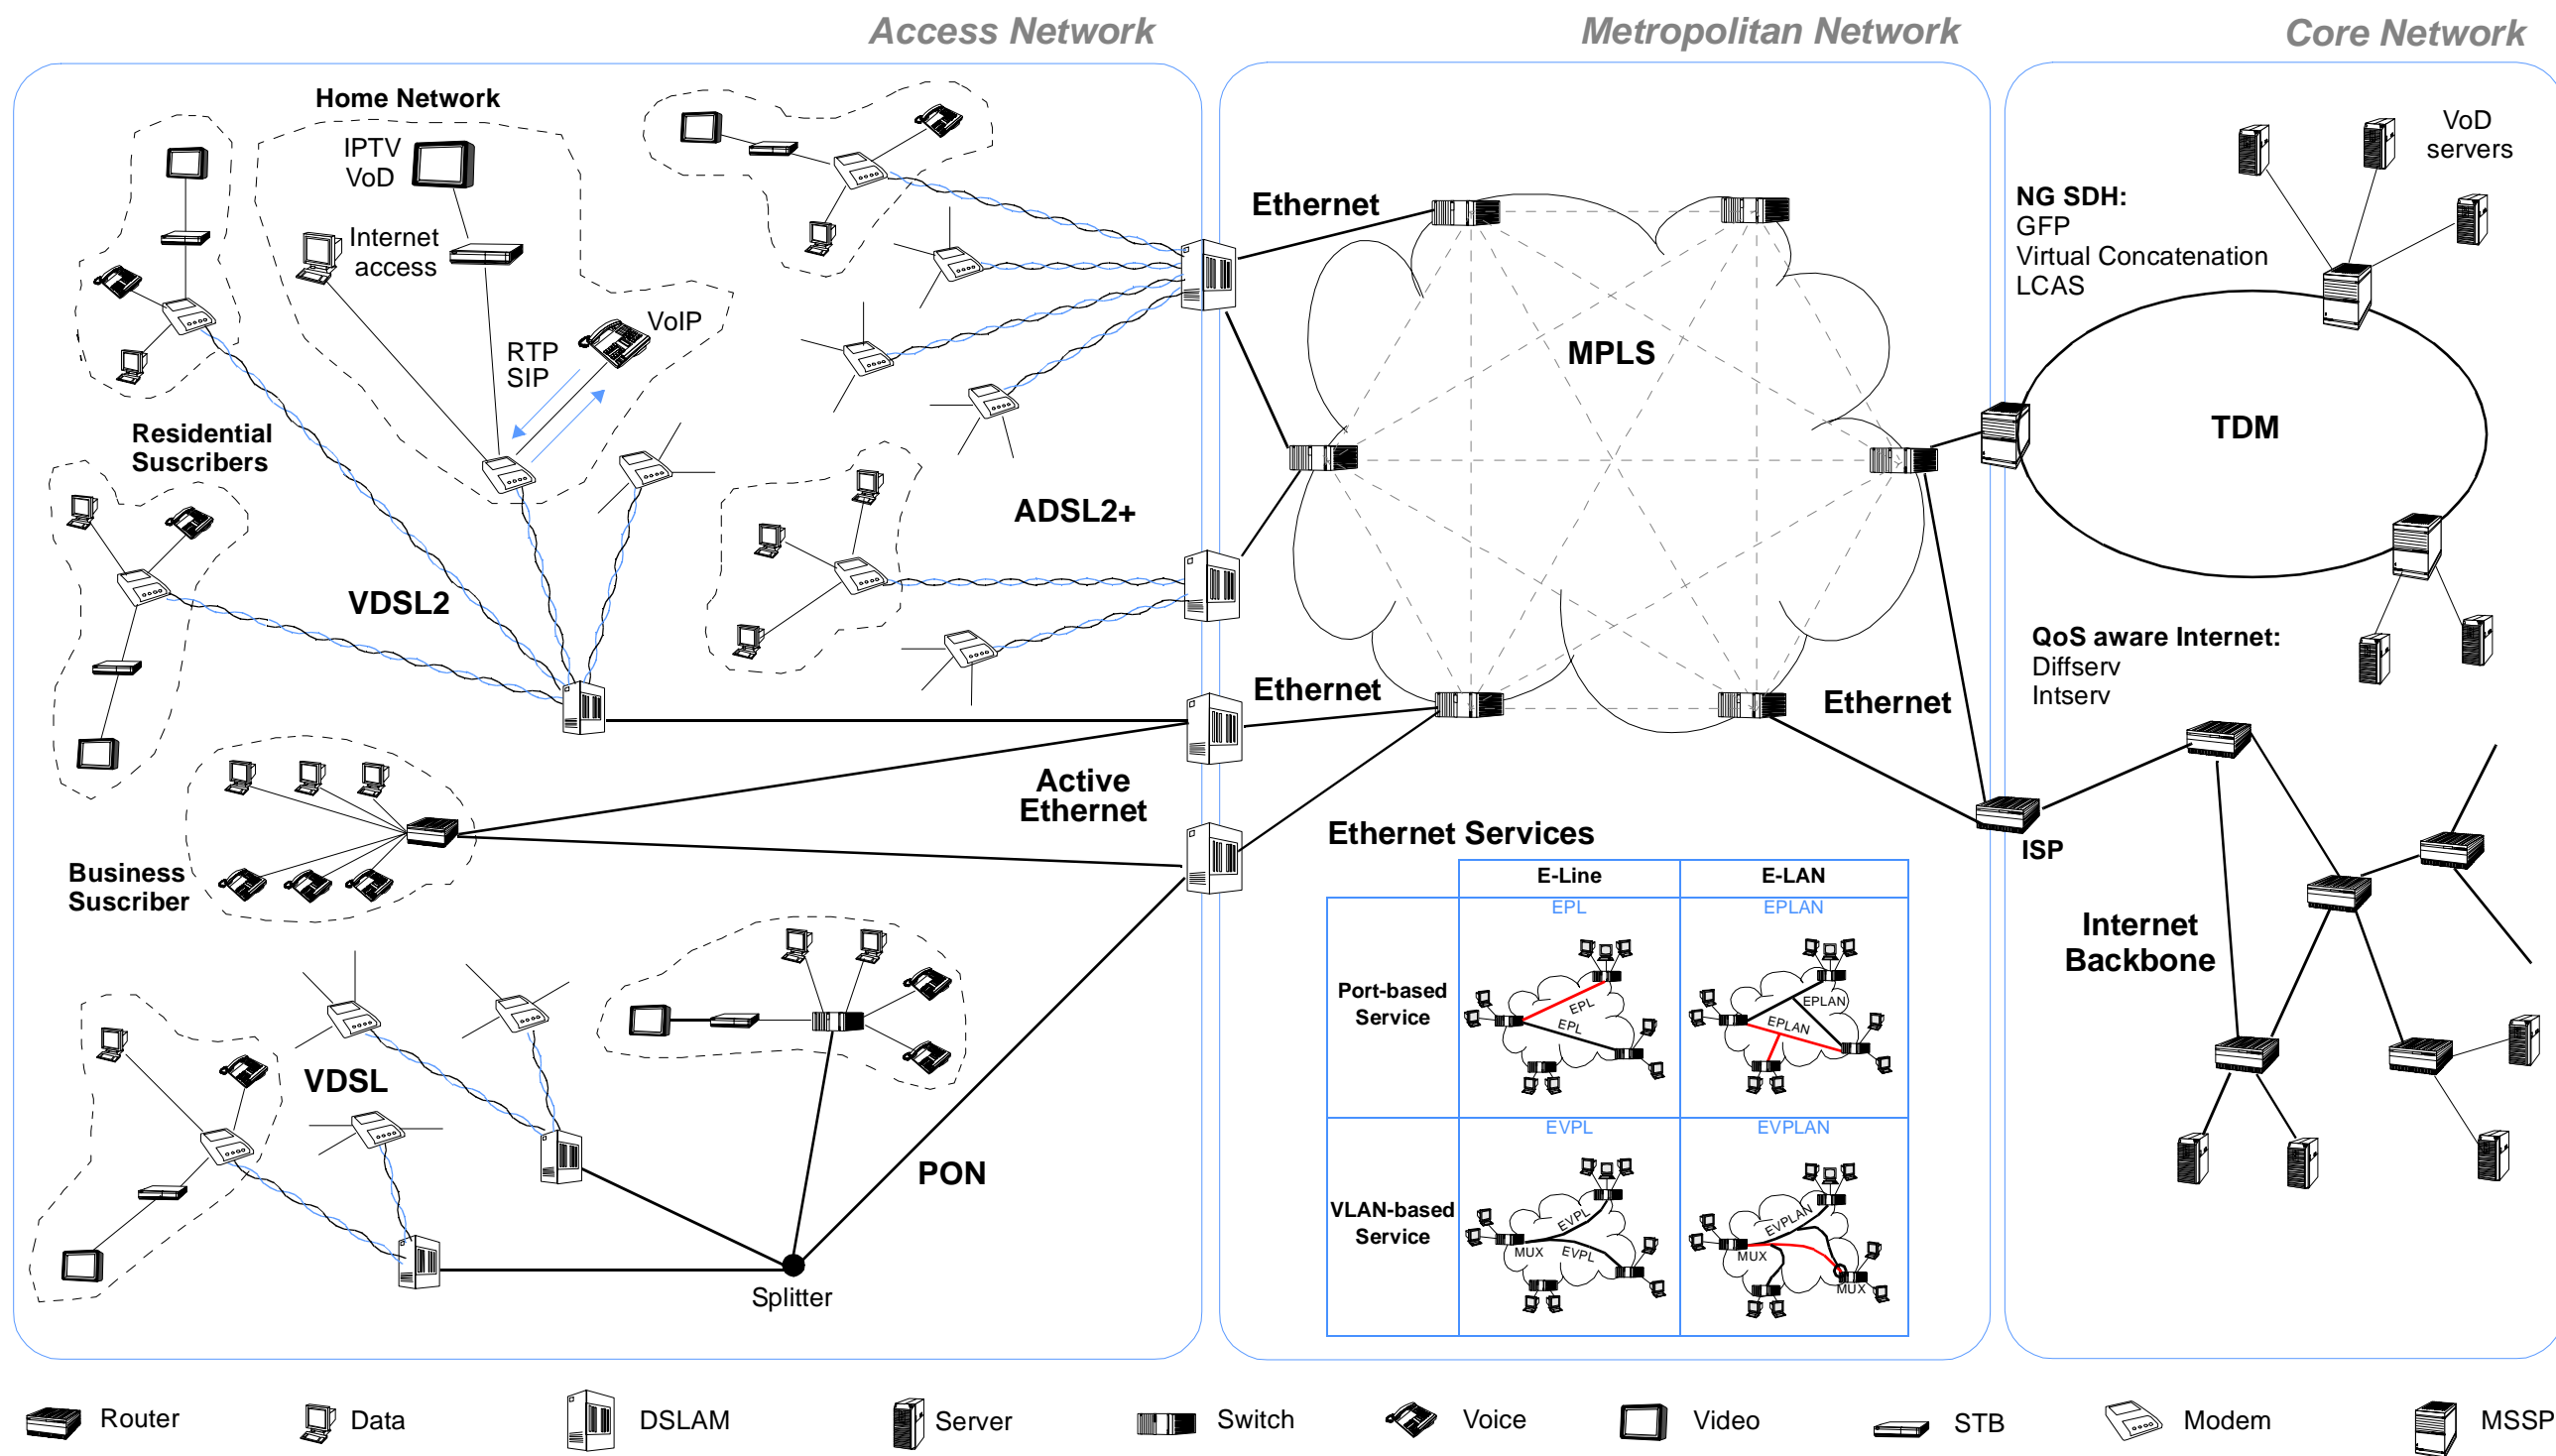 Access Network
Metropolitan Network
Core Network
Home Network
IPTV
VoD
Internet
access
VoIP
RTP
SIP
Residential
Suscribers
VDSL2
ADSL2+
Business
Suscriber
Active
Ethernet
VDSL
PON
Splitter
Ethernet
MPLS
Ethernet
Ethernet
Ethernet Services
E-Line
E-LAN
Port-based
Service
EPL
EPL
EPL
EPLAN
EPLAN
EPLAN
VLAN-based
Service
EVPL
EVPL
MUX
EVPL
EVPLAN
EVPLAN
MUX
MUX
VoD
servers
NG SDH:
GFP
Virtual Concatenation
LCAS
TDM
QoS aware Internet:
Diffserv
Intserv
ISP
Internet
Backbone
Router
Data
DSLAM
Server
Switch
Voice
Video
STB
Modem
MSSP